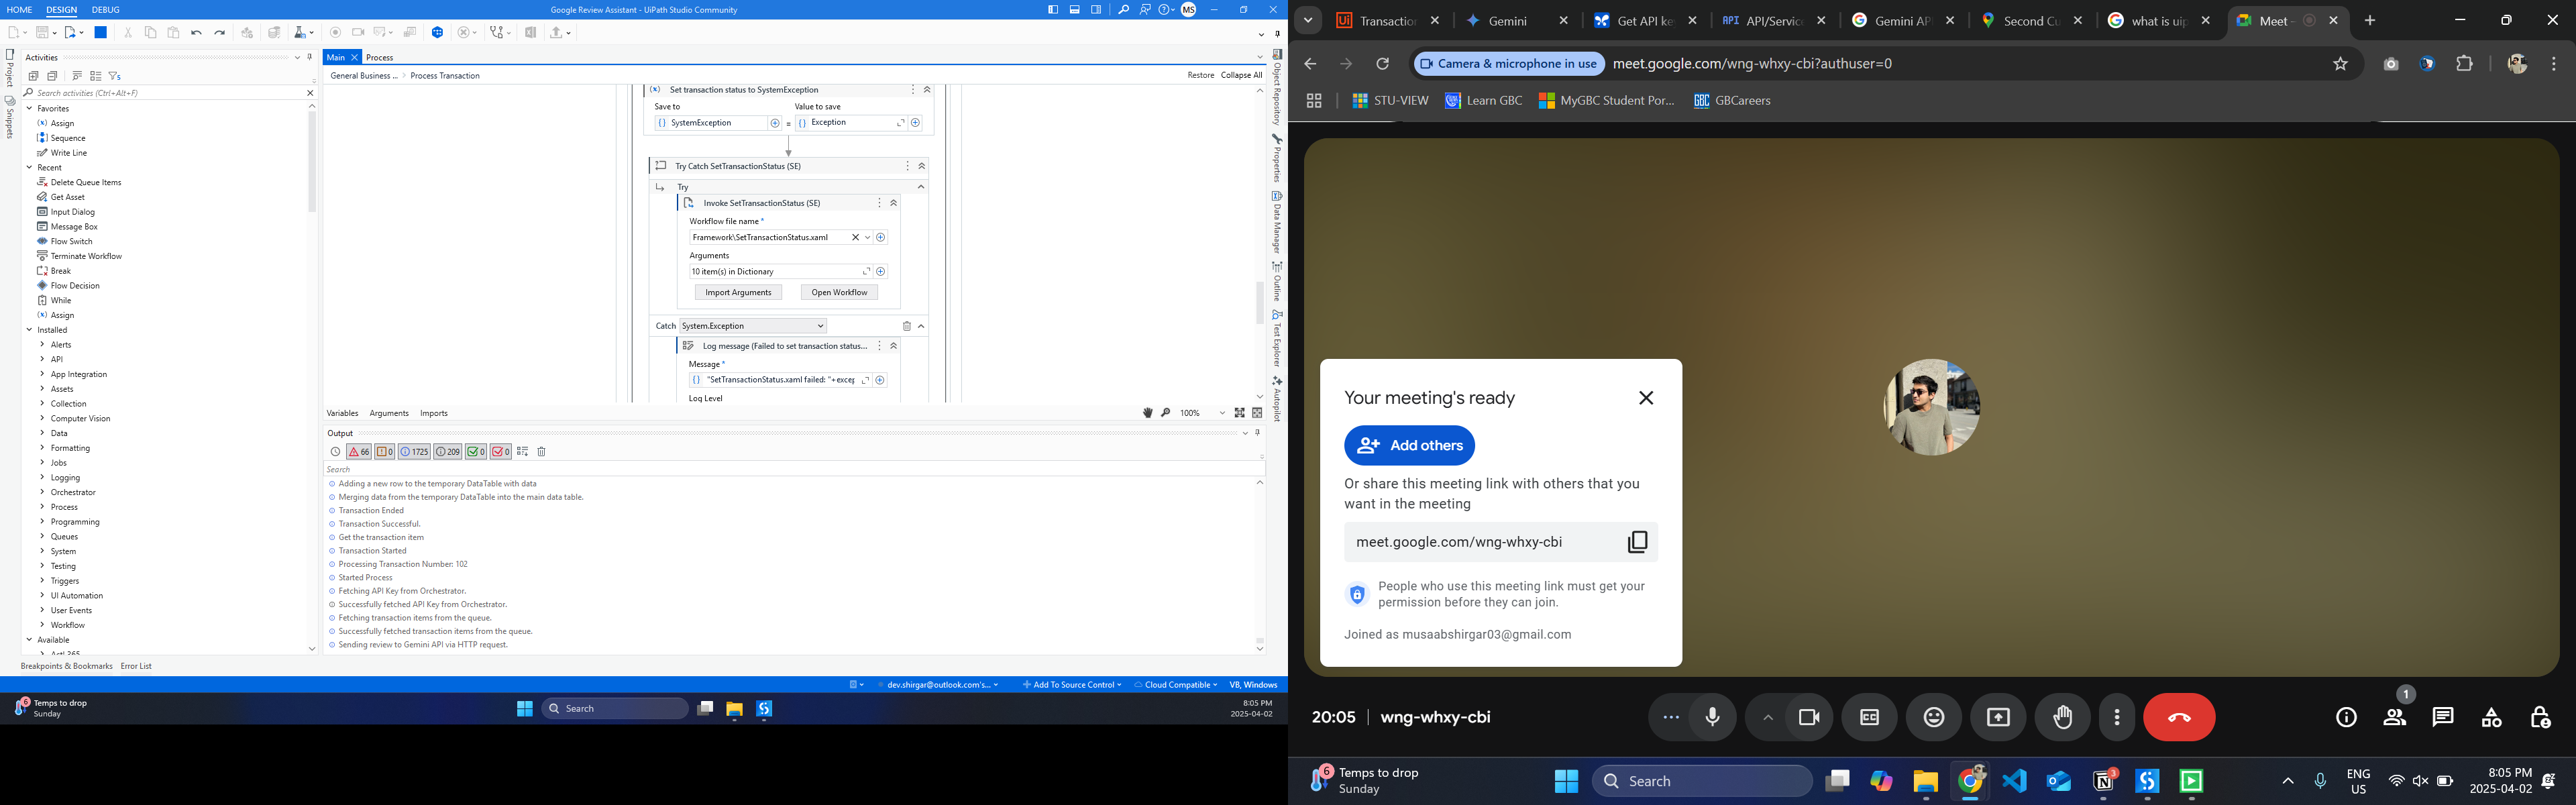 HOME DESIGN DEBUG
Google Review Assistant - UiPath Studio Community
MS
Activities
Search activities (Ctrl+Alt+F)
Favorites
Assign
Sequence
Write Line
Recent
Delete Queue Items
Get Asset
Input Dialog
Message Box
Flow Switch
Terminate Workflow
Break
Flow Decision
While
Assign
Installed
Alerts
API
App Integration
Assets
Collection
Computer Vision
Data
Formatting
Jobs
Logging
Orchestrator
Process
Programming
Queues
System
Testing
Triggers
UI Automation
User Events
Workflow
Available
Project
Snippets
Breakpoints & Bookmarks Error List
Main Process
General Business ... Process Transaction
Restore Collapse All
Set transaction status to SystemException
Save to Value to save
SystemException = Exception
Try Catch SetTransactionStatus (SE)
Try
Invoke SetTransactionStatus (SE)
Workflow file name *
Framework\SetTransactionStatus.xaml
Arguments
10 item(s) in Dictionary
Import Arguments Open Workflow
Catch System.Exception
Log message (Failed to set transaction status...
Message *
"SetTransactionStatus.xaml failed: "+excep
Log Level
Variables Arguments Imports
100%
Output
66 0 1725 209 0 0
Search
Adding a new row to the temporary DataTable with data
Merging data from the temporary DataTable into the main data table.
Transaction Ended
Transaction Successful.
Get the transaction item
Transaction Started
Processing Transaction Number: 102
Started Process
Fetching API Key from Orchestrator.
Successfully fetched API Key from Orchestrator.
Fetching transaction items from the queue.
Successfully fetched transaction items from the queue.
Sending review to Gemini API via HTTP request.
Object Repository
Properties
Data Manager
Outline
Test Explorer
Autopilot
dev.shirgar@outlook.com's... Add To Source Control Cloud Compatible VB, Windows
6
Temps to drop
Sunday
Search
8:05 PM
2025-04-02
Transaction
Gemini
Get API ke
API/Service
Gemini AP
Second Cu
what is uip
Meet -
Camera & microphone in use
meet.google.com/wng-whxy-cbi?authuser=0
STU-VIEW
Learn GBC
MyGBC Student Por...
GBCareers
Your meeting's ready
Add others
Or share this meeting link with others that you
want in the meeting
meet.google.com/wng-whxy-cbi
People who use this meeting link must get your
permission before they can join.
Joined as musaabshirgar03@gmail.com
20:05 wng-whxy-cbi
1
6
Temps to drop
Sunday
Search
3
ENG
US
8:05 PM
2025-04-02